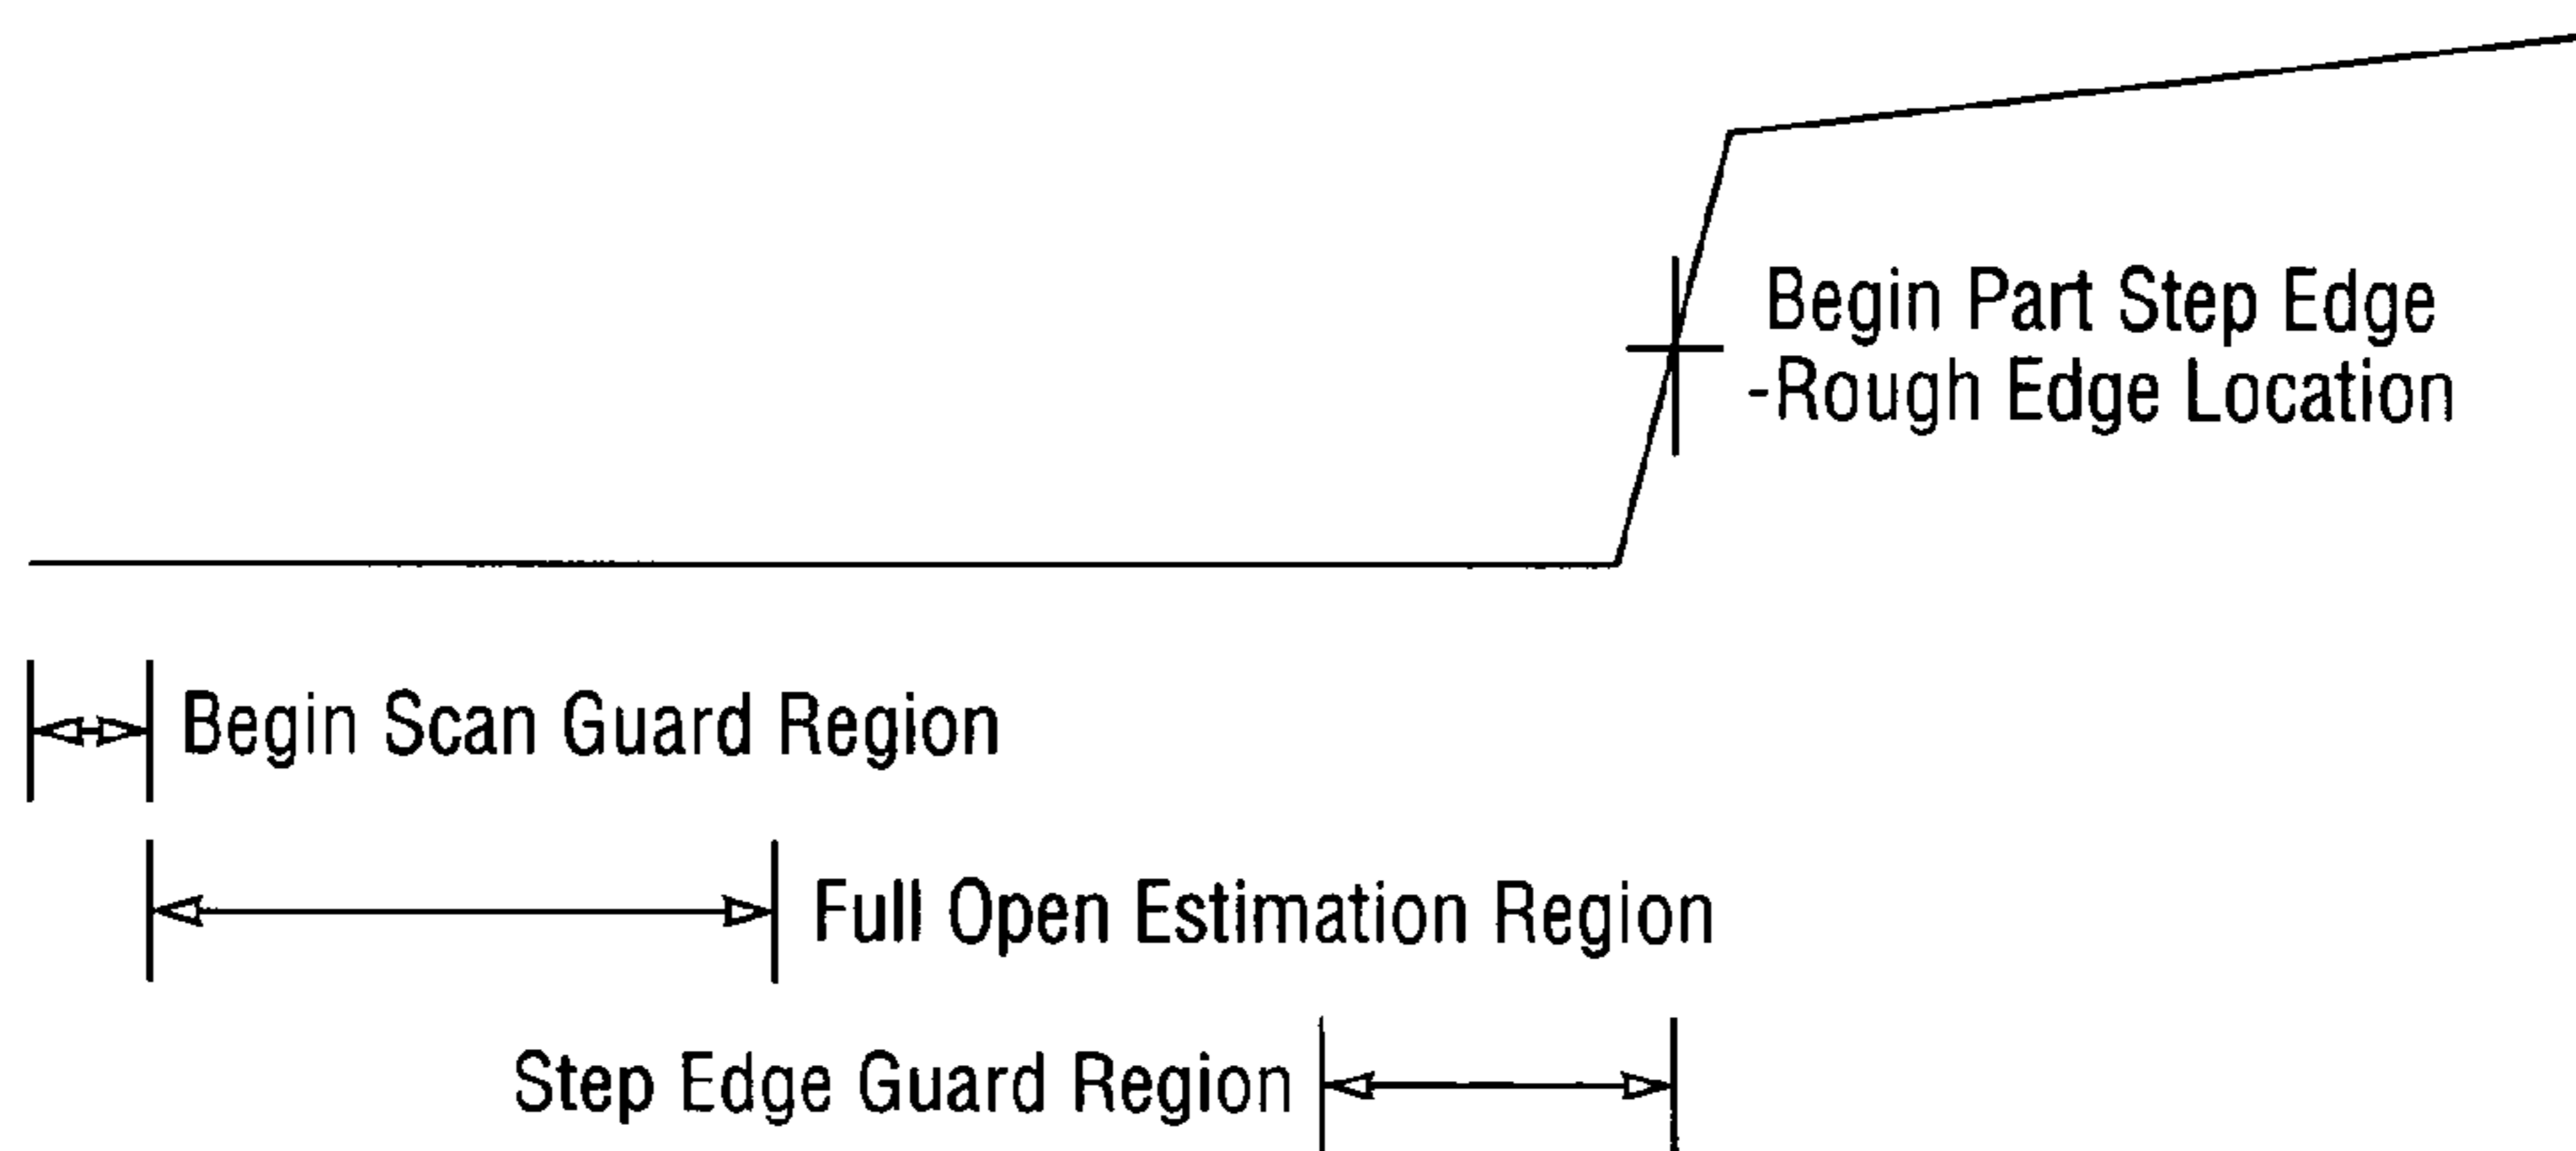 Begin Part Step Edge
-Rough Edge Location
Begin Scan Guard Region
Full Open Estimation Region
Step Edge Guard Region